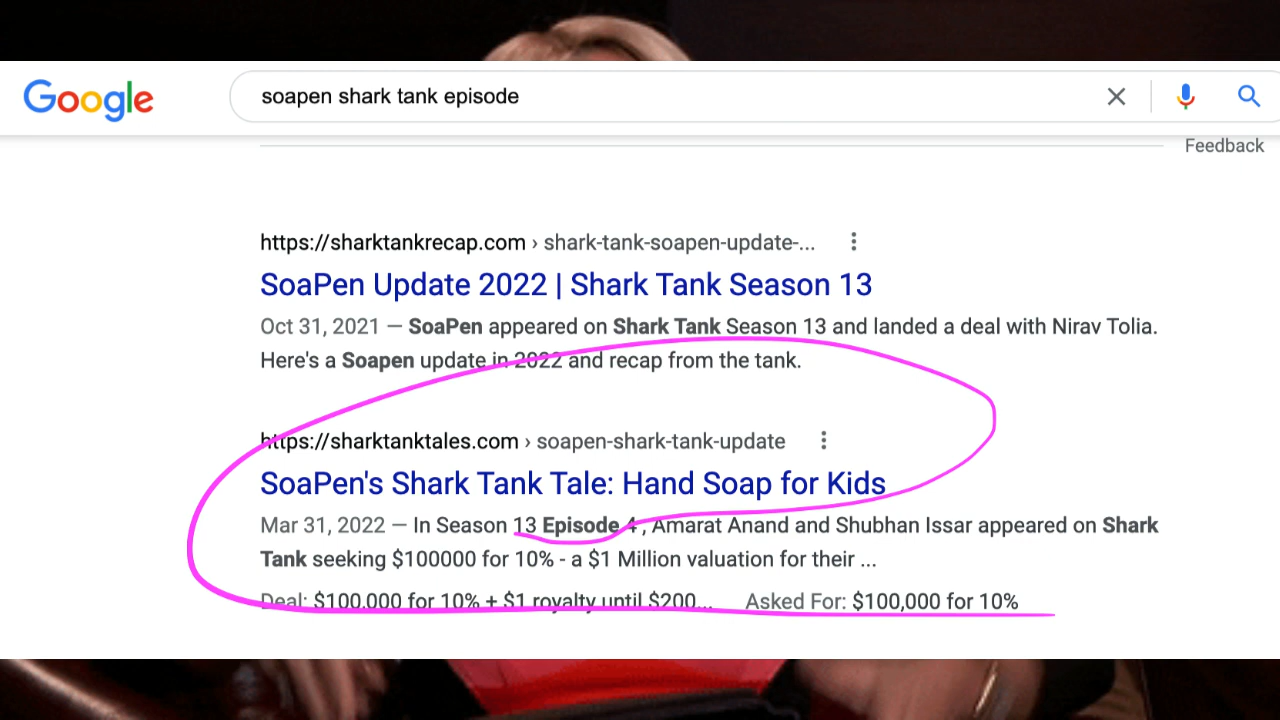 Google
soapen shark tank episode
Feedback
https://sharktankrecap.com › shark-tank-soapen-update-...
SoaPen Update 2022 | Shark Tank Season 13
Oct 31, 2021 — SoaPen appeared on Shark Tank Season 13 and landed a deal with Nirav Tolia.
Here's a Soapen update in 2022 and recap from the tank.
https://sharktanktales.com › soapen-shark-tank-update
SoaPen's Shark Tank Tale: Hand Soap for Kids
Mar 31, 2022 — In Season 13 Episode 4 , Amarat Anand and Shubhan Issar appeared on Shark
Tank seeking $100000 for 10% - a $1 Million valuation for their ...
Deal: $100,000 for 10% + $1 royalty until $200... Asked For: $100,000 for 10%